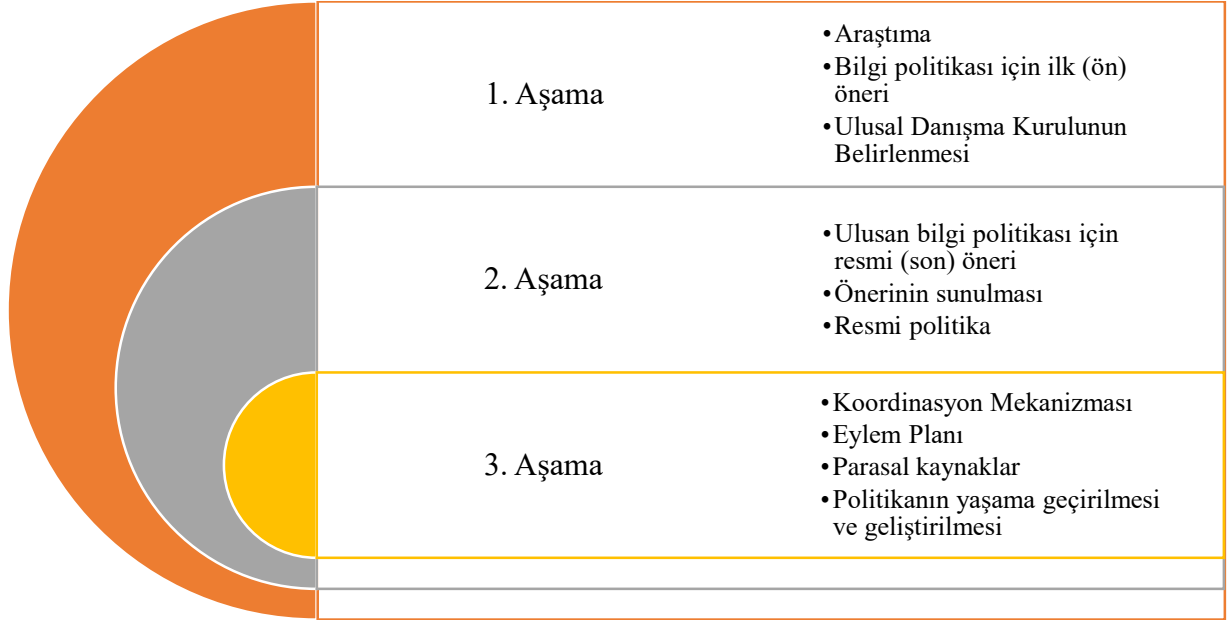 1. Aşama
•Araştıma
•Bilgi politikası için ilk (ön)
öneri
•Ulusal Danışma Kurulunun
Belirlenmesi
2. Aşama
•Ulusan bilgi politikası için
resmi (son) öneri
•Önerinin sunulması
•Resmi politika
3. Aşama
•Koordinasyon Mekanizması
•Eylem Planı
•Parasal kaynaklar
•Politikanın yaşama geçirilmesi
ve geliştirilmesi